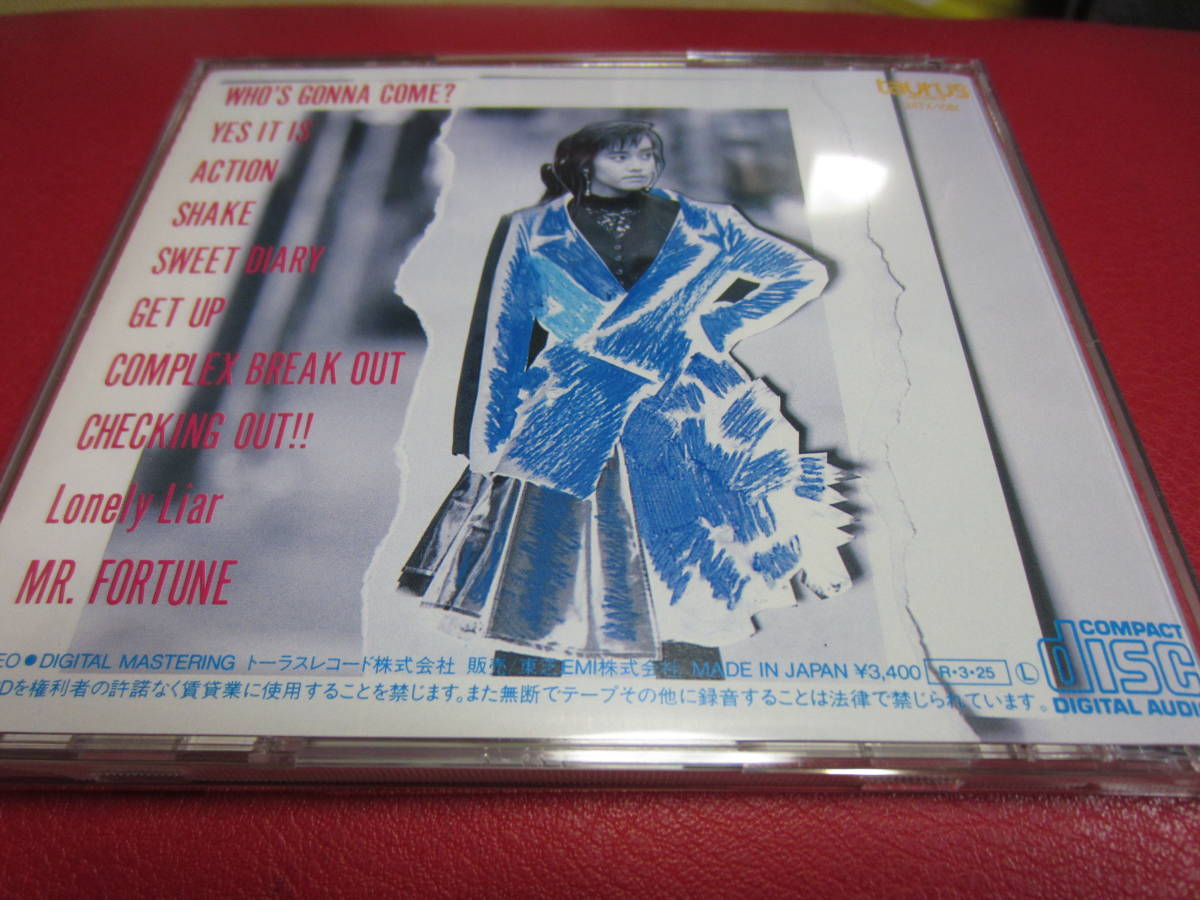 WHO'S GONNA COME?
YES IT IS
ACTION
SHAKE
SWEET DIARY
GET UP
COMPLEX BREAK OUT
CHECKING OUT!!
Lonely Liar
MR. FORTUNE
taurus
EO ● DIGITAL MASTERING トーラスレコード株式会社 販売/東芝EMI株式会社 MADE IN JAPAN ¥3,400 R・3・25 Ⓛ
Dを権利者の許諾なく賃貸業に使用することを禁じます。また無断でテープその他に録音することは法律で禁じられています。
COMPACT
disc
DIGITAL AUDIO